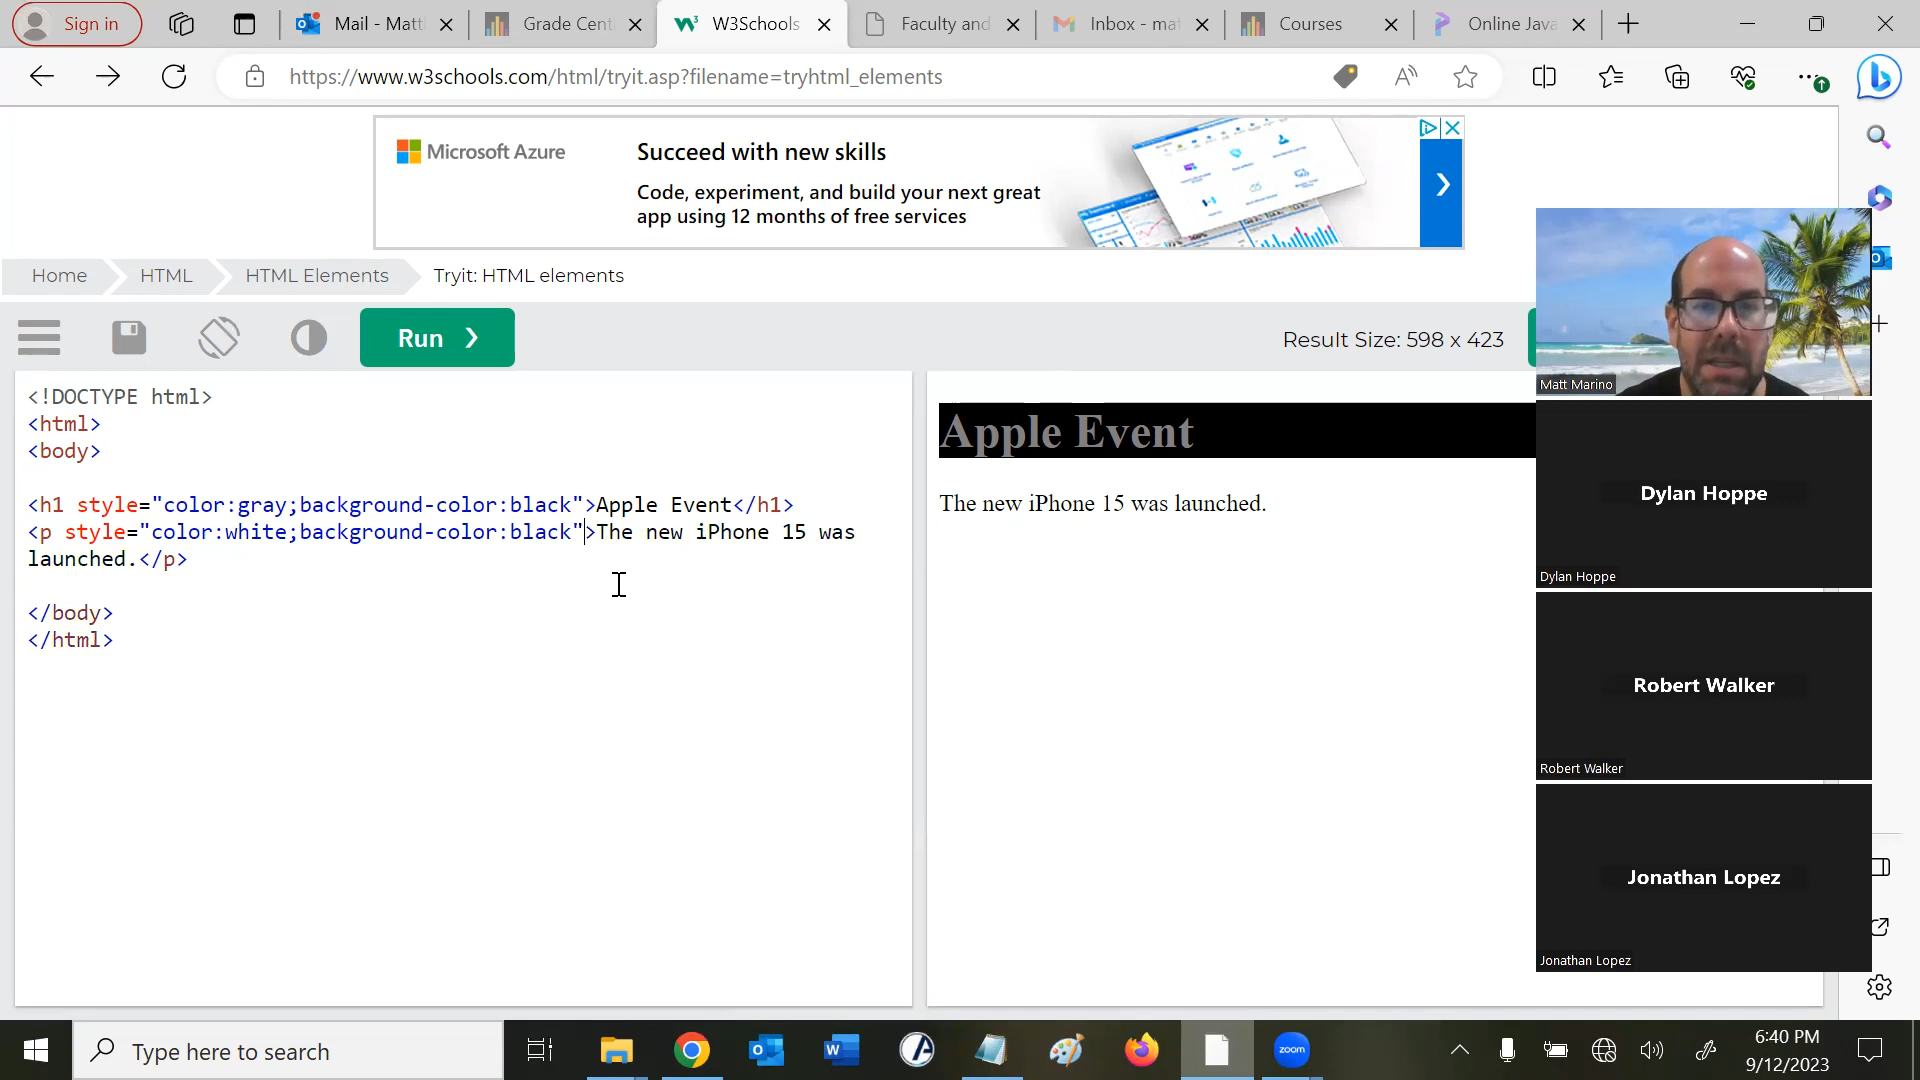 Sign in
Mail - Matt
Grade Cent
W3Schools
Faculty and
Inbox - mat
Courses
Online Java
https://www.w3schools.com/html/tryit.asp?filename=tryhtml_elements
Microsoft Azure
Succeed with new skills
Code, experiment, and build your next great
app using 12 months of free services
Home
HTML
HTML Elements
Tryit: HTML elements
Run ❯
Result Size: 598 x 423
<!DOCTYPE html>
<html>
<body>
<h1 style="color:gray;background-color:black">Apple Event</h1>
<p style="color:white;background-color:black">The new iPhone 15 was
launched.</p>
</body>
</html>
Apple Event
The new iPhone 15 was launched.
Matt Marino
Dylan Hoppe
Dylan Hoppe
Robert Walker
Robert Walker
Jonathan Lopez
Jonathan Lopez
Type here to search
zoom
6:40 PM
9/12/2023